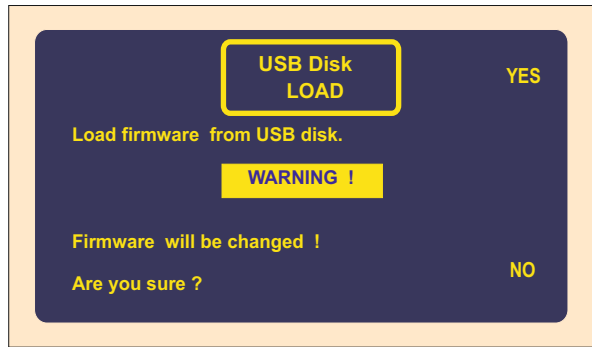 USB Disk
LOAD
YES
Load firmware from USB disk.
WARNING !
Firmware will be changed !
Are you sure ?
NO